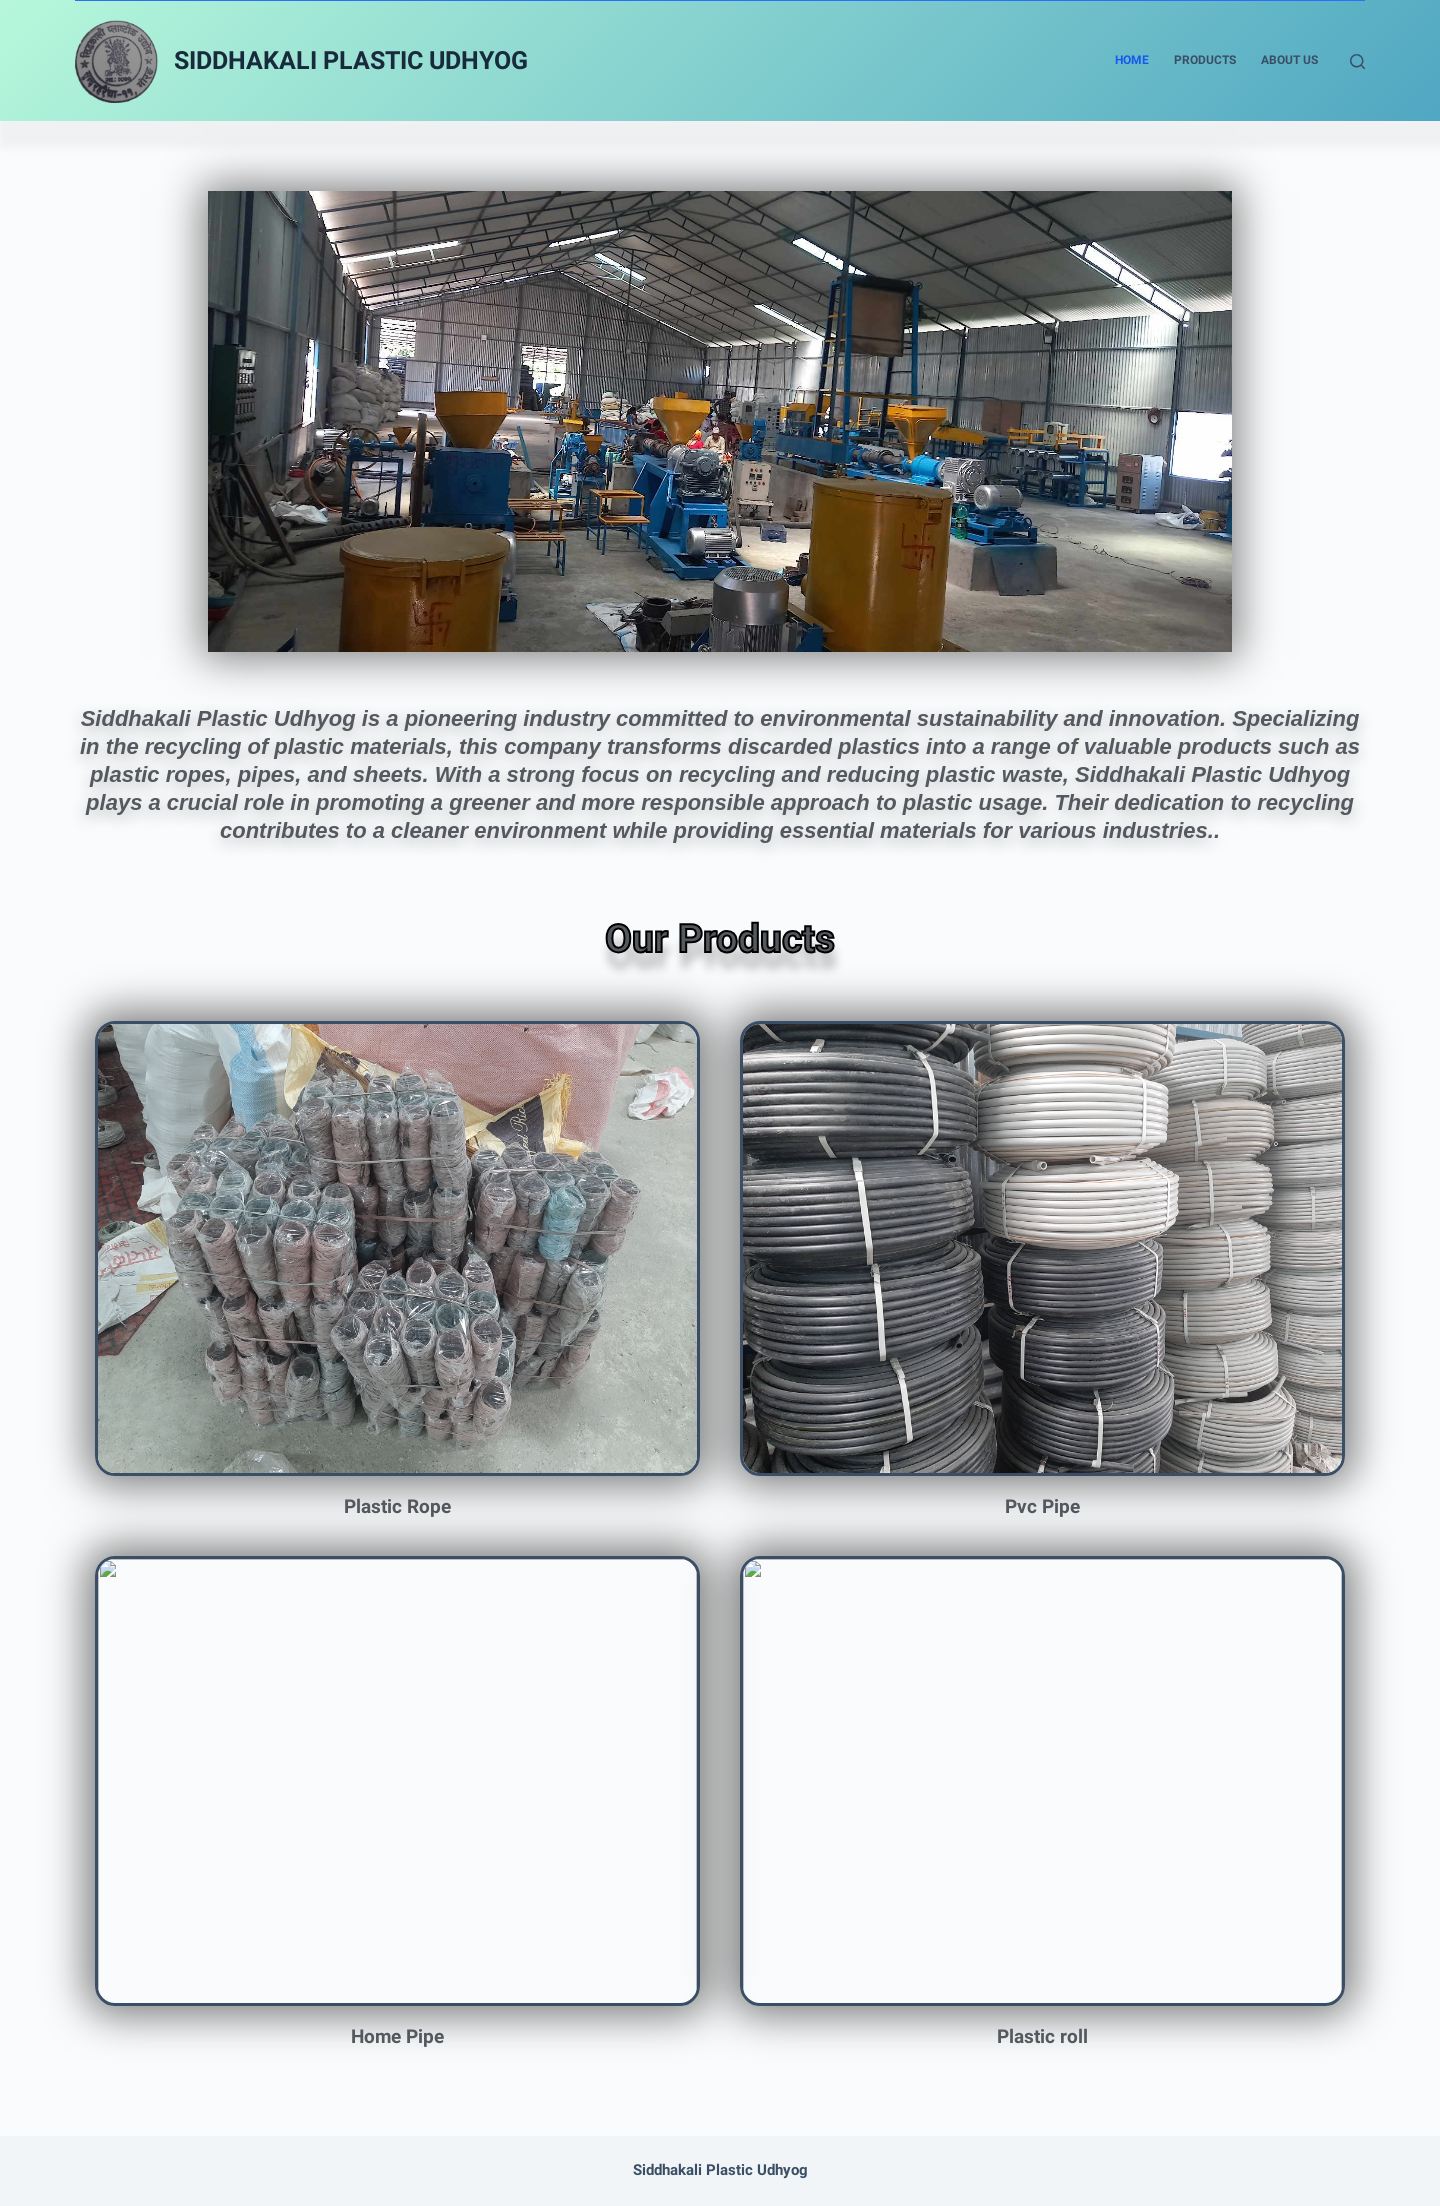 SIDDHAKALI PLASTIC UDHYOG
HOME
PRODUCTS
ABOUT US
Siddhakali Plastic Udhyog is a pioneering industry committed to environmental sustainability and innovation. Specializing
in the recycling of plastic materials, this company transforms discarded plastics into a range of valuable products such as
plastic ropes, pipes, and sheets. With a strong focus on recycling and reducing plastic waste, Siddhakali Plastic Udhyog
plays a crucial role in promoting a greener and more responsible approach to plastic usage. Their dedication to recycling
contributes to a cleaner environment while providing essential materials for various industries..
Our Products
Plastic Rope
Pvc Pipe
Home Pipe
Plastic roll
Siddhakali Plastic Udhyog